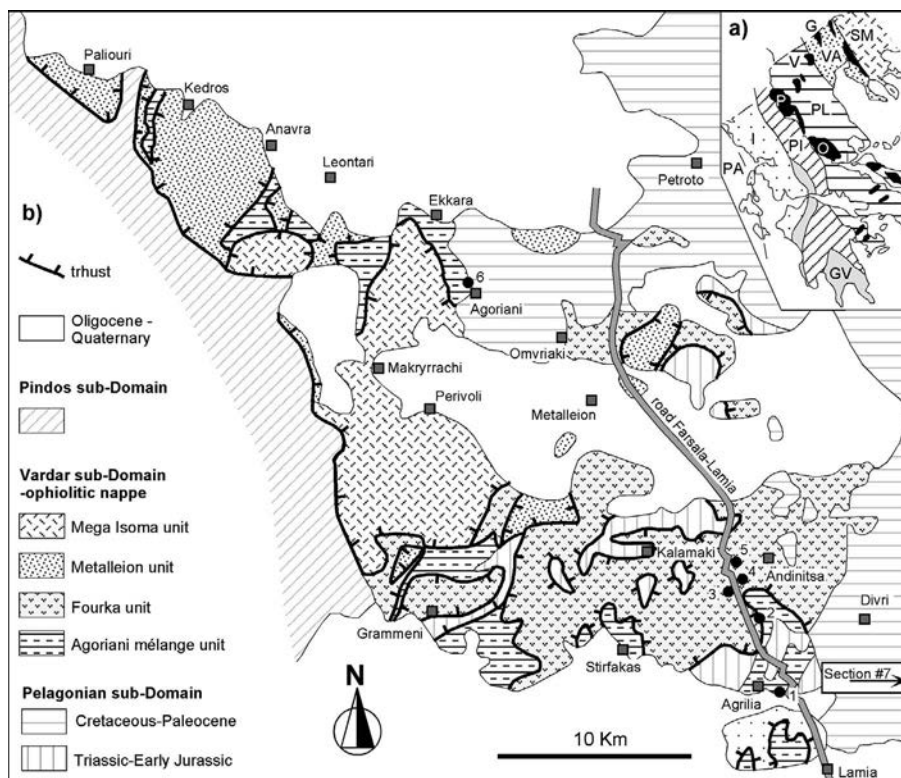 a)
G
SM
V
VA
P
PL
I
O
PI
PA
GV
b)
trhust
Oligocene -
Quaternary
Pindos sub-Domain
Vardar sub-Domain
-ophiolitic nappe
Mega Isoma unit
Metalleion unit
Fourka unit
Agoriani mélange unit
Pelagonian sub-Domain
Cretaceous-Paleocene
Triassic-Early Jurassic
Paliouri
Kedros
Anavra
Leontari
Petroto
Ekkara
6
Agoriani
Omvriaki
Makryrrachi
Perivoli
Metalleion
road Farsala-Lamia
Kalamaki
5
4
Andinitsa
3
2
Divri
Grammeni
Stirfakas
Section #7
Agrilia
1
N
10 Km
Lamia